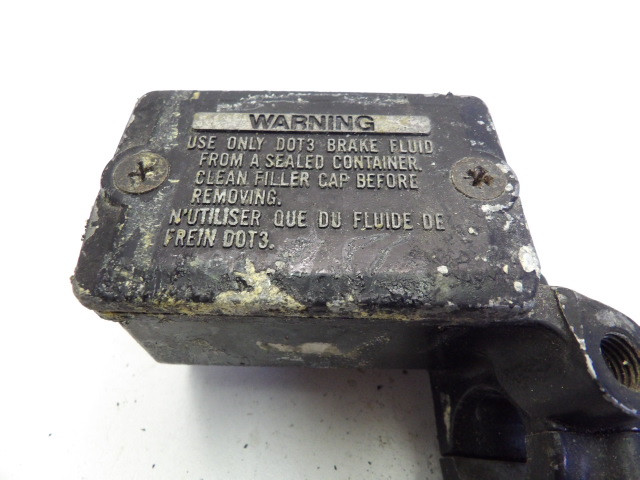 WARNING
USE ONLY DOT3 BRAKE FLUID
FROM A SEALED CONTAINER.
CLEAN FILLER CAP BEFORE
REMOVING.
N'UTILISER QUE DU FLUIDE DE
FREIN DOT3.